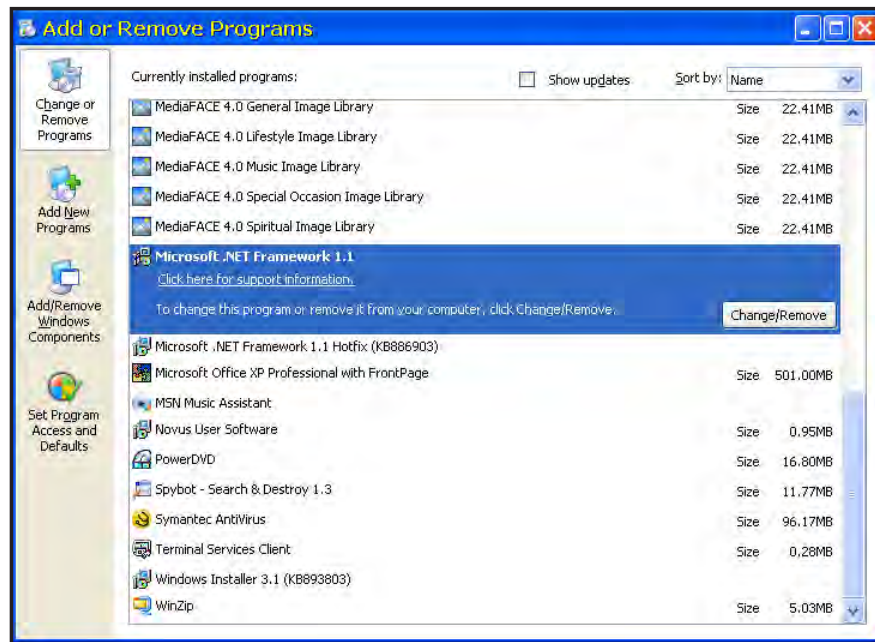 Add or Remove Programs
Change or
Remove
Programs
Add New
Programs
Add/Remove
Windows
Components
Set Program
Access and
Defaults
Currently installed programs:
Show updates
Sort by: Name
MediaFACE 4.0 General Image Library Size 22.41MB
MediaFACE 4.0 Lifestyle Image Library Size 22.41MB
MediaFACE 4.0 Music Image Library Size 22.41MB
MediaFACE 4.0 Special Occasion Image Library Size 22.41MB
MediaFACE 4.0 Spiritual Image Library Size 22.41MB
Microsoft .NET Framework 1.1
Click here for support information.
To change this program or remove it from your computer, click Change/Remove.
Change/Remove
Microsoft .NET Framework 1.1 Hotfix (KB886903)
Microsoft Office XP Professional with FrontPage Size 501.00MB
MSN Music Assistant
Novus User Software Size 0.95MB
PowerDVD Size 16.80MB
Spybot - Search & Destroy 1.3 Size 11.77MB
Symantec AntiVirus Size 96.17MB
Terminal Services Client Size 0.28MB
Windows Installer 3.1 (KB893803)
WinZip Size 5.03MB